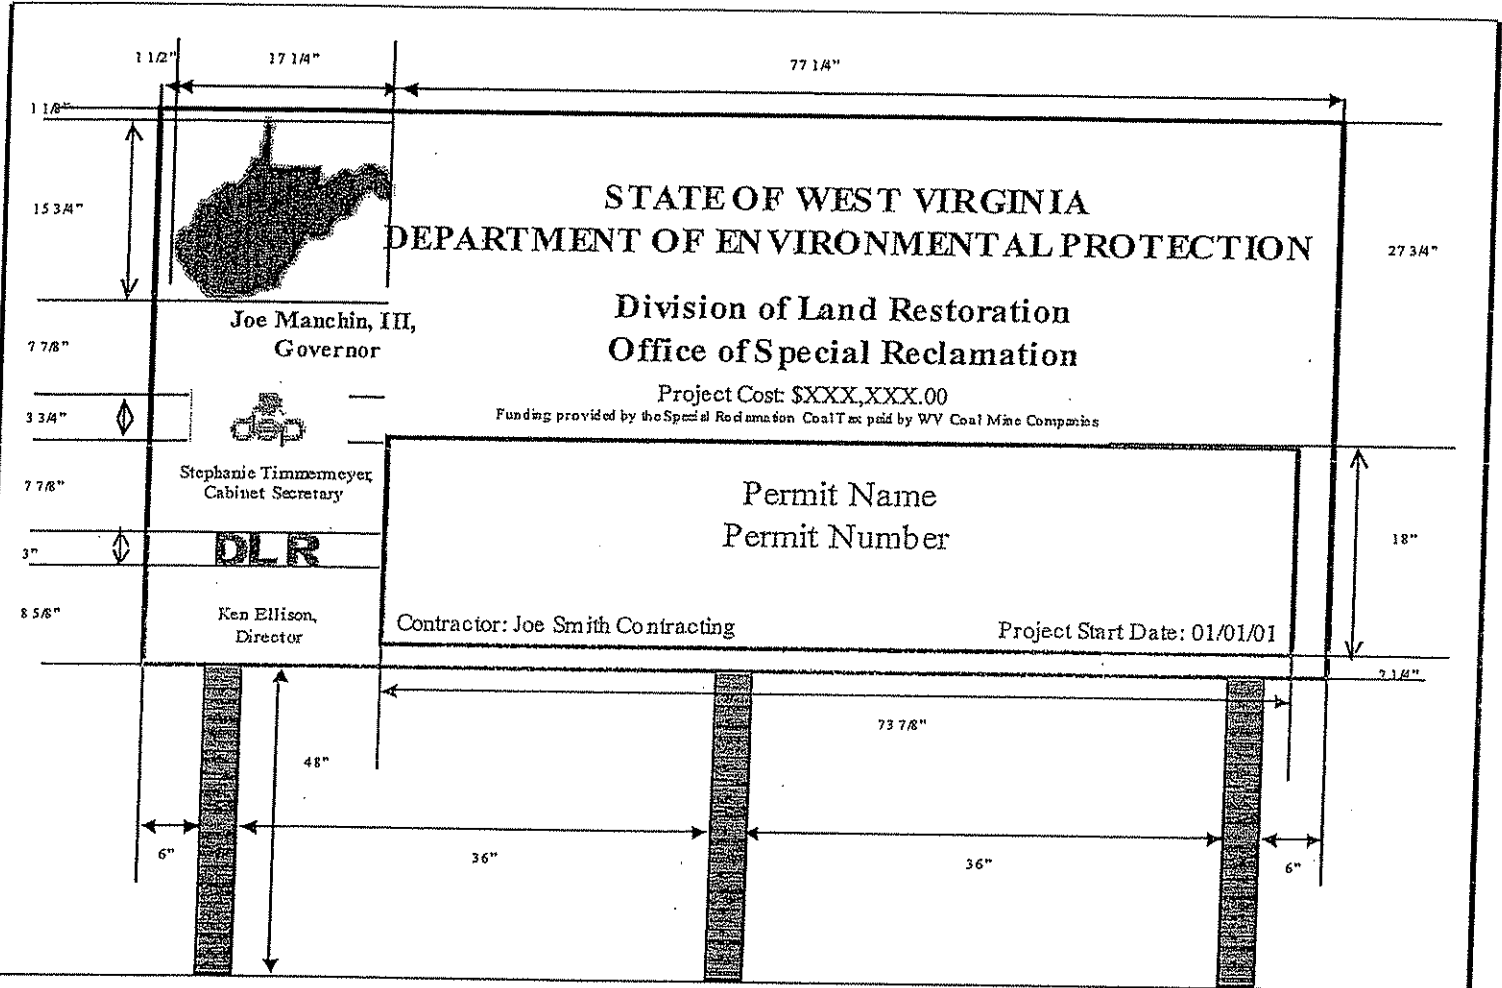 1 1/2" 17 1/4" 77 1/4"
1 1/8"
15 3/4"
STATE OF WEST VIRGINIA
DEPARTMENT OF ENVIRONMENTAL PROTECTION
27 3/4"
Division of Land Restoration
Office of Special Reclamation
Joe Manchin, III,
Governor
7 7/8"
Project Cost: $XXX,XXX.00
Funding provided by the Special Reclamation Coal Tax paid by WV Coal Mine Companies
3 3/4"
dep
Stephanie Timmermeyer,
Cabinet Secretary
7 7/8"
Permit Name
Permit Number
18"
3"
DLR
8 5/8"
Ken Ellison,
Director
Contractor: Joe Smith Contracting Project Start Date: 01/01/01
2 1/4"
73 7/8"
48"
6" 36" 36" 6"